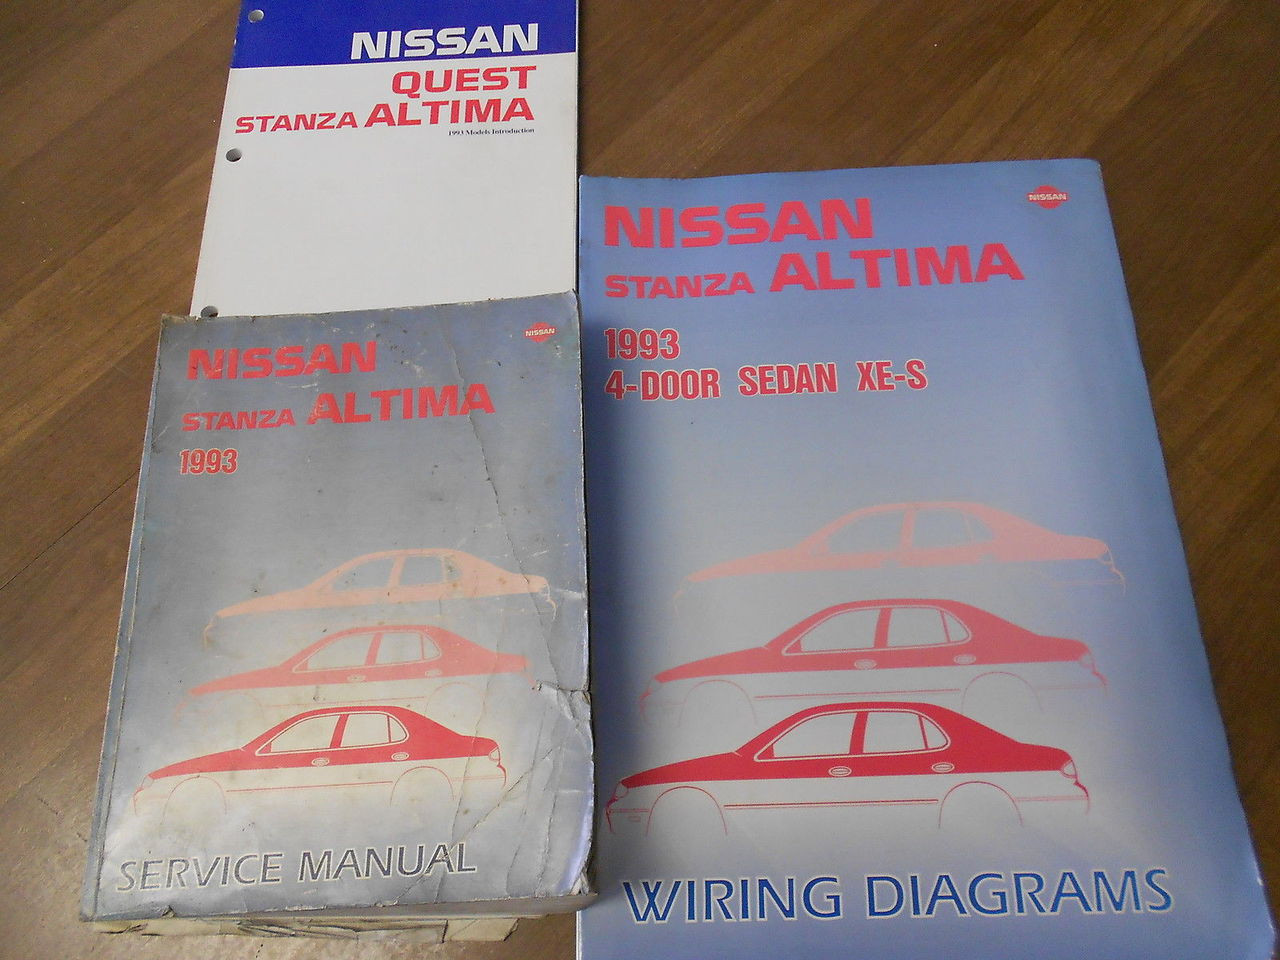 NISSAN
QUEST
STANZA ALTIMA
1993 Models Introduction
NISSAN
NISSAN
STANZA ALTIMA
1993
4-DOOR SEDAN XE-S
WIRING DIAGRAMS
NISSAN
NISSAN
STANZA ALTIMA
1993
SERVICE MANUAL